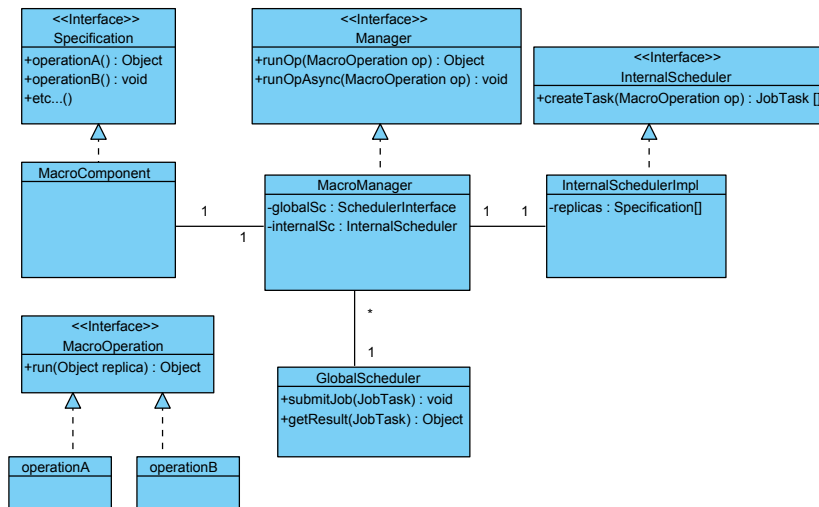 <<Interface>>
Specification
+operationA() : Object
+operationB() : void
+etc...()
<<Interface>>
Manager
+runOp(MacroOperation op) : Object
+runOpAsync(MacroOperation op) : void
<<Interface>>
InternalScheduler
+createTask(MacroOperation op) : JobTask []
MacroComponent
1
1
MacroManager
-globalSc : SchedulerInterface
-internalSc : InternalScheduler
1
1
InternalSchedulerImpl
-replicas : Specification[]
*
1
<<Interface>>
MacroOperation
+run(Object replica) : Object
GlobalScheduler
+submitJob(JobTask) : void
+getResult(JobTask) : Object
operationA
operationB